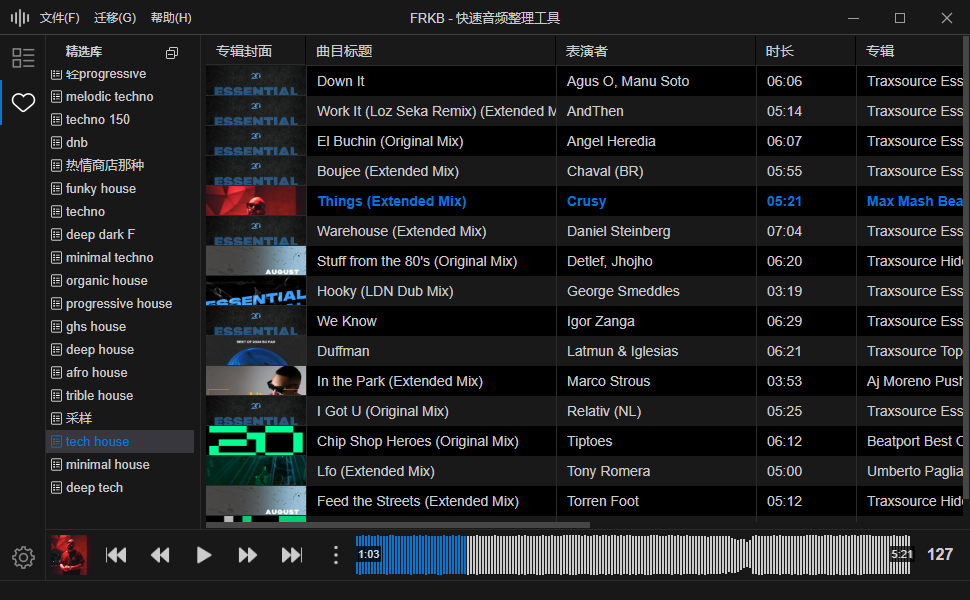 文件(F) 迁移(G) 帮助(H) FRKB - 快速音频整理工具
精选库
轻progressive
melodic techno
techno 150
dnb
热情商店那种
funky house
techno
deep dark F
minimal techno
organic house
progressive house
ghs house
deep house
afro house
trible house
采样
tech house
minimal house
deep tech
专辑封面 曲目标题 表演者 时长 专辑
20 ESSENTIAL Down It Agus O, Manu Soto 06:06 Traxsource Ess
20 ESSENTIAL Work It (Loz Seka Remix) (Extended M AndThen 05:14 Traxsource Ess
20 ESSENTIAL El Buchin (Original Mix) Angel Heredia 06:07 Traxsource Ess
20 ESSENTIAL Boujee (Extended Mix) Chaval (BR) 05:55 Traxsource Ess
Things (Extended Mix) Crusy 05:21 Max Mash Bea
20 ESSENTIAL Warehouse (Extended Mix) Daniel Steinberg 07:04 Traxsource Ess
AUGUST Stuff from the 80's (Original Mix) Detlef, Jhojho 06:20 Traxsource Hid
ESSENTIAL Hooky (LDN Dub Mix) George Smeddles 03:19 Traxsource Ess
20 ESSENTIAL We Know Igor Zanga 06:29 Traxsource Ess
Duffman Latmun & Iglesias 06:21 Traxsource Top
In the Park (Extended Mix) Marco Strous 03:53 Aj Moreno Push
20 ESSENTIAL I Got U (Original Mix) Relativ (NL) 05:25 Traxsource Ess
20 Chip Shop Heroes (Original Mix) Tiptoes 06:12 Beatport Best O
Lfo (Extended Mix) Tony Romera 05:00 Umberto Paglia
AUGUST Feed the Streets (Extended Mix) Torren Foot 05:12 Traxsource Hid
1:03 5:21 127